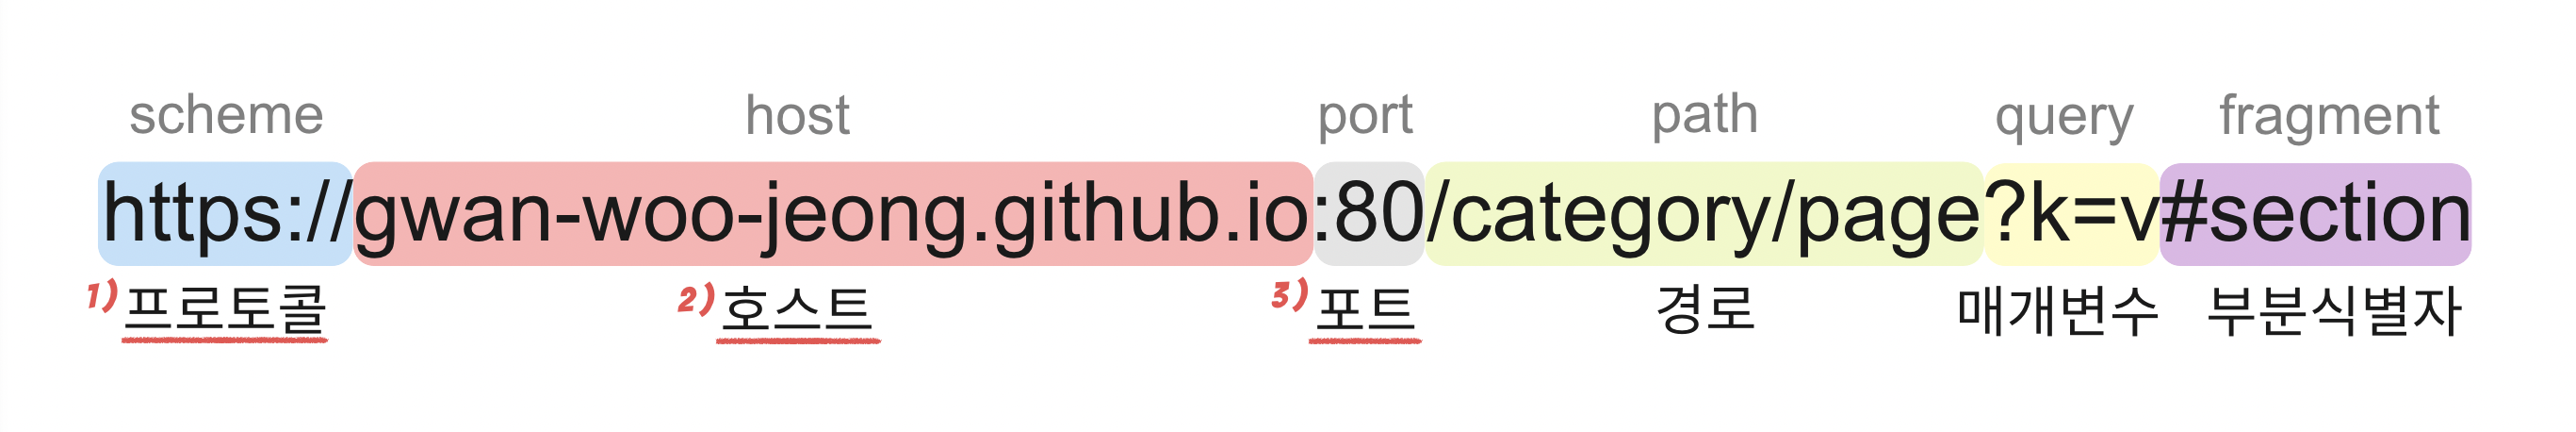 scheme host port path query fragment
https://gwan-woo-jeong.github.io:80/category/page?k=v#section
1) 프로토콜 2) 호스트 3) 포트 경로 매개변수 부분식별자